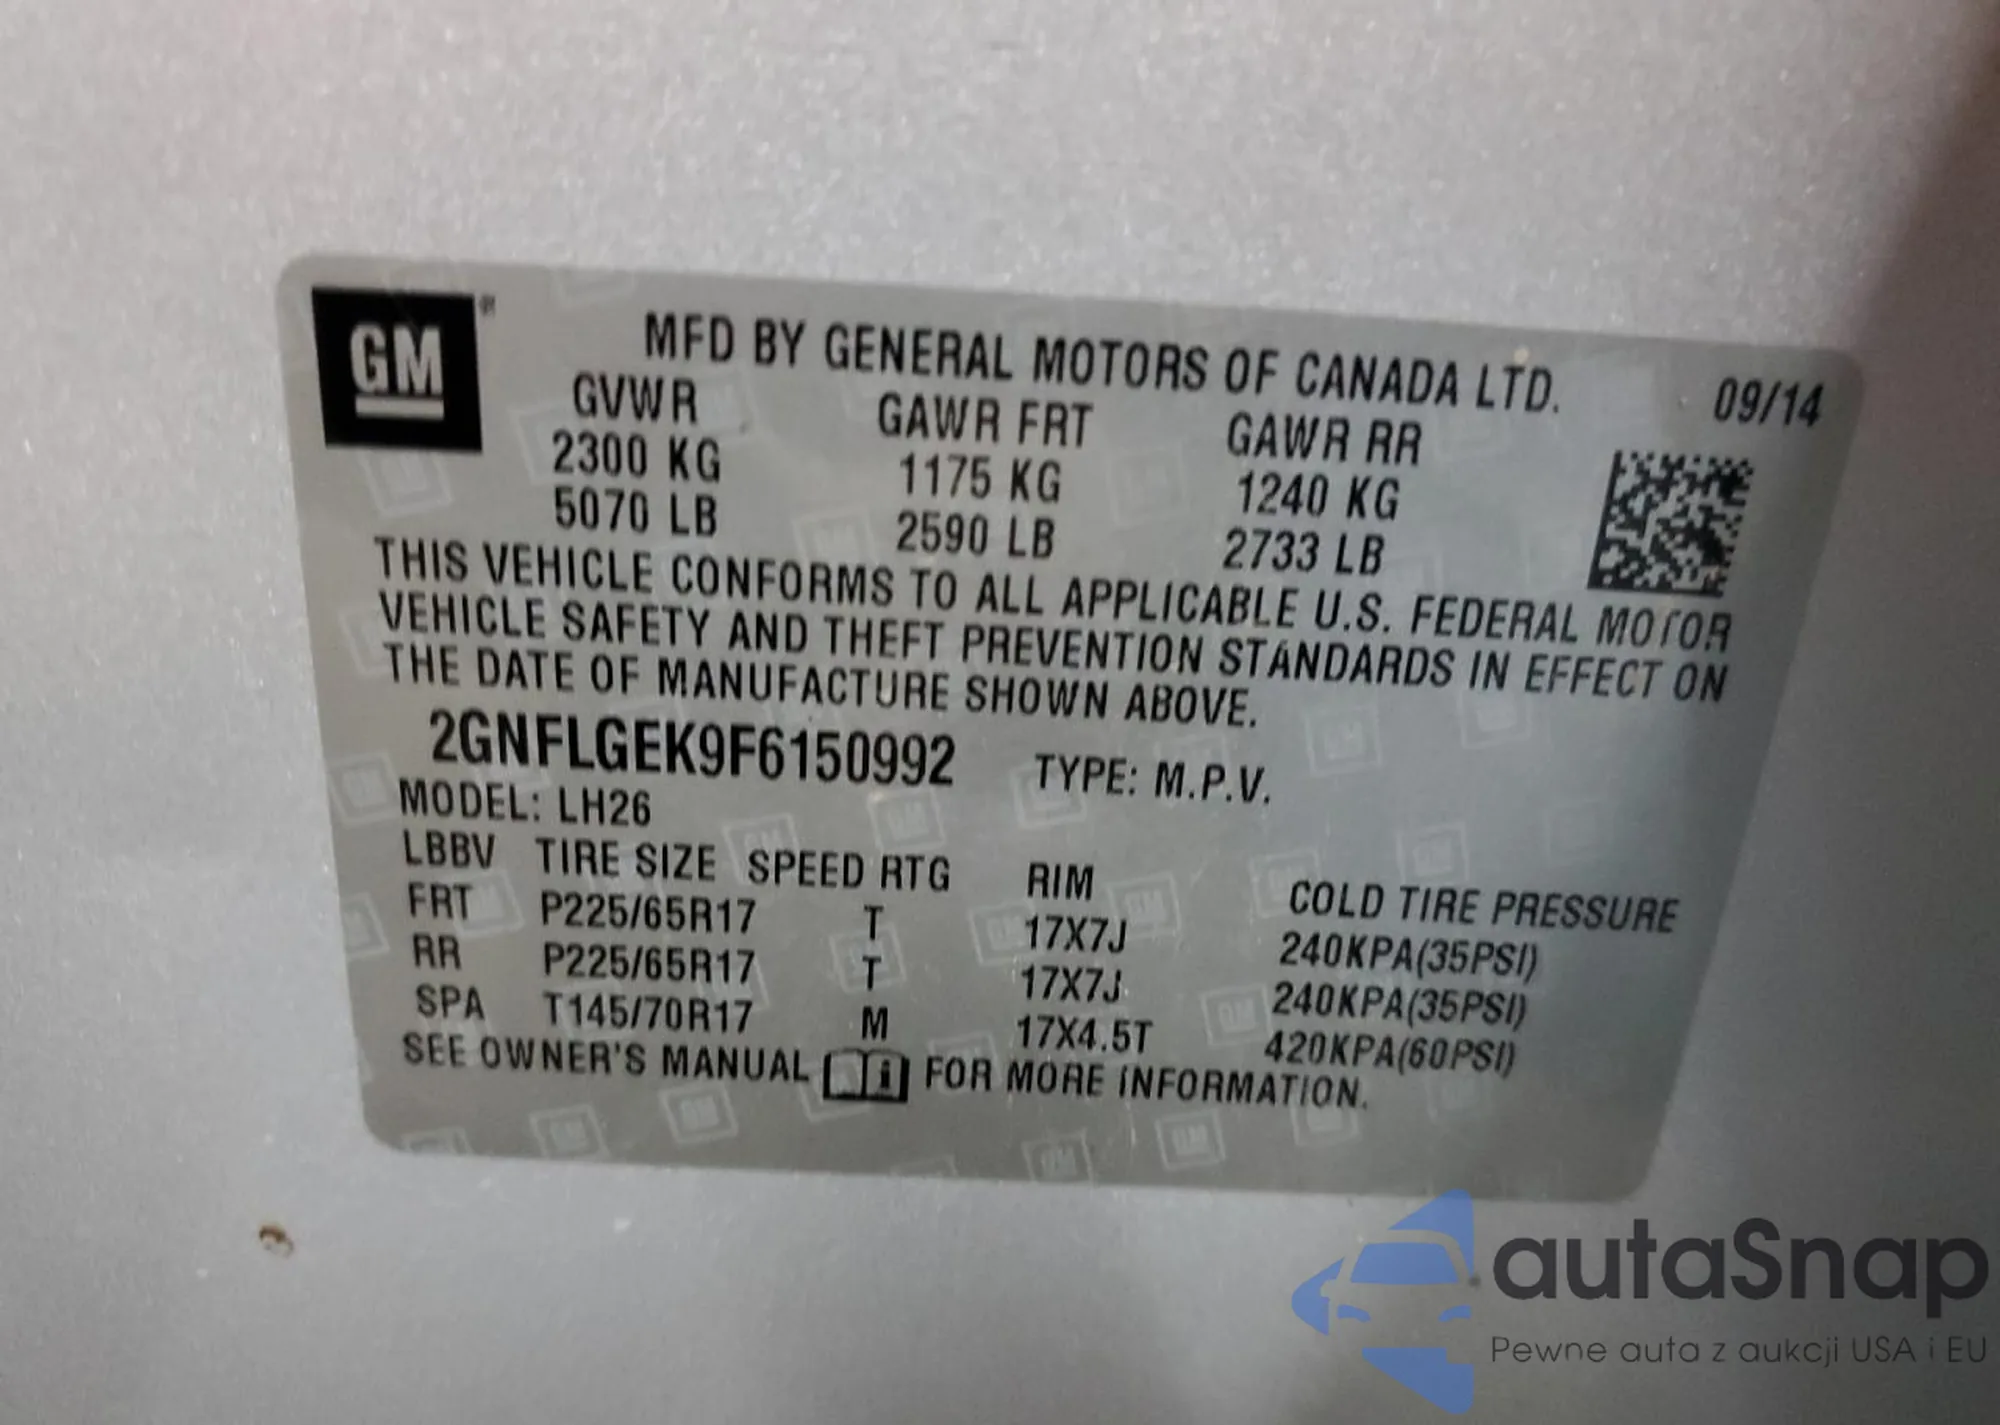 GM
MFD BY GENERAL MOTORS OF CANADA LTD. 09/14
GVWR GAWR FRT GAWR RR
2300 KG 1175 KG 1240 KG
5070 LB 2590 LB 2733 LB
THIS VEHICLE CONFORMS TO ALL APPLICABLE U.S. FEDERAL MOTOR
VEHICLE SAFETY AND THEFT PREVENTION STANDARDS IN EFFECT ON
THE DATE OF MANUFACTURE SHOWN ABOVE.
2GNFLGEK9F6150992 TYPE: M.P.V.
MODEL: LH26
LBBV TIRE SIZE SPEED RTG RIM COLD TIRE PRESSURE
FRT P225/65R17 T 17X7J 240KPA(35PSI)
RR P225/65R17 T 17X7J 240KPA(35PSI)
SPA T145/70R17 M 17X4.5T 420KPA(60PSI)
SEE OWNER'S MANUAL FOR MORE INFORMATION.
autaSnap
Pewne auta z aukcji USA i EU